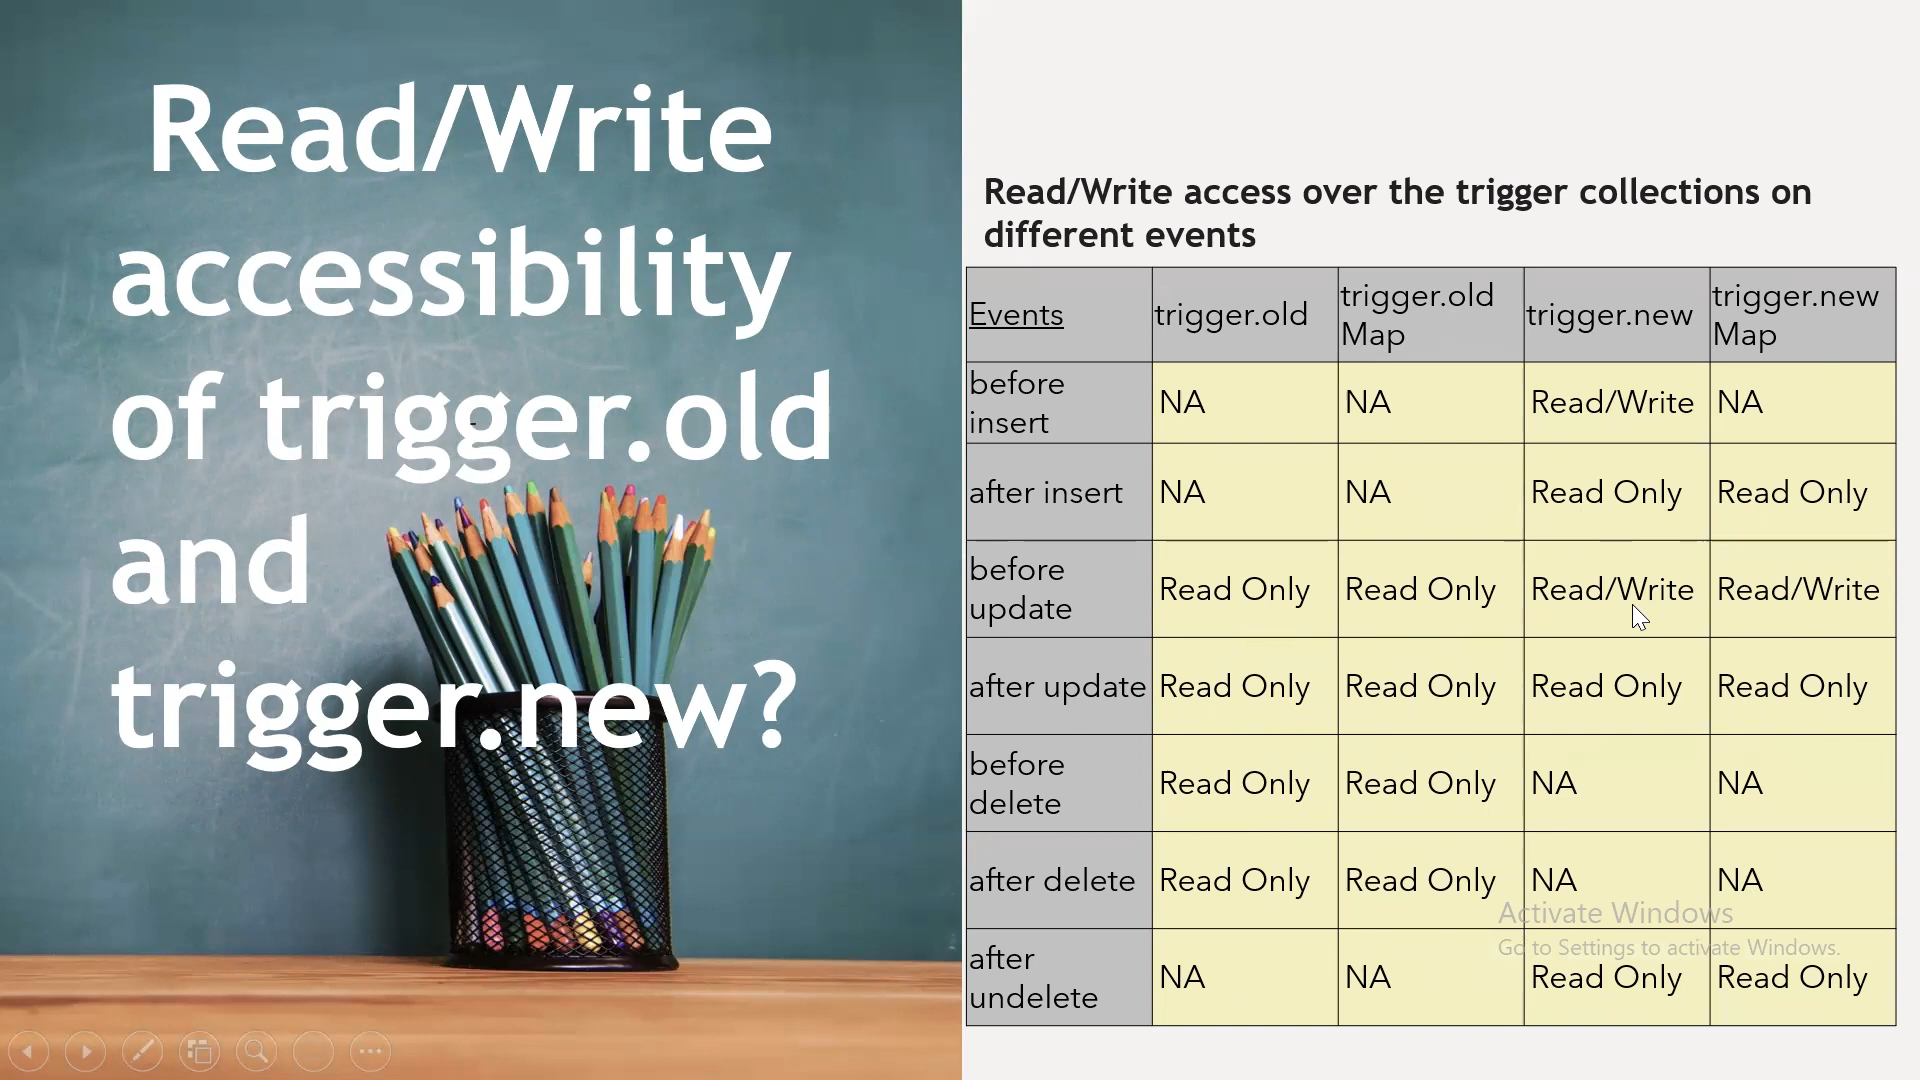 Read/Write
accessibility
of trigger.old
and
trigger.new?
Read/Write access over the trigger collections on
different events
Events trigger.old trigger.old Map trigger.new trigger.new Map
before insert NA NA Read/Write NA
after insert NA NA Read Only Read Only
before update Read Only Read Only Read/Write Read/Write
after update Read Only Read Only Read Only Read Only
before delete Read Only Read Only NA NA
after delete Read Only Read Only NA NA
Activate Windows
Go to Settings to activate Windows.
after undelete NA NA Read Only Read Only